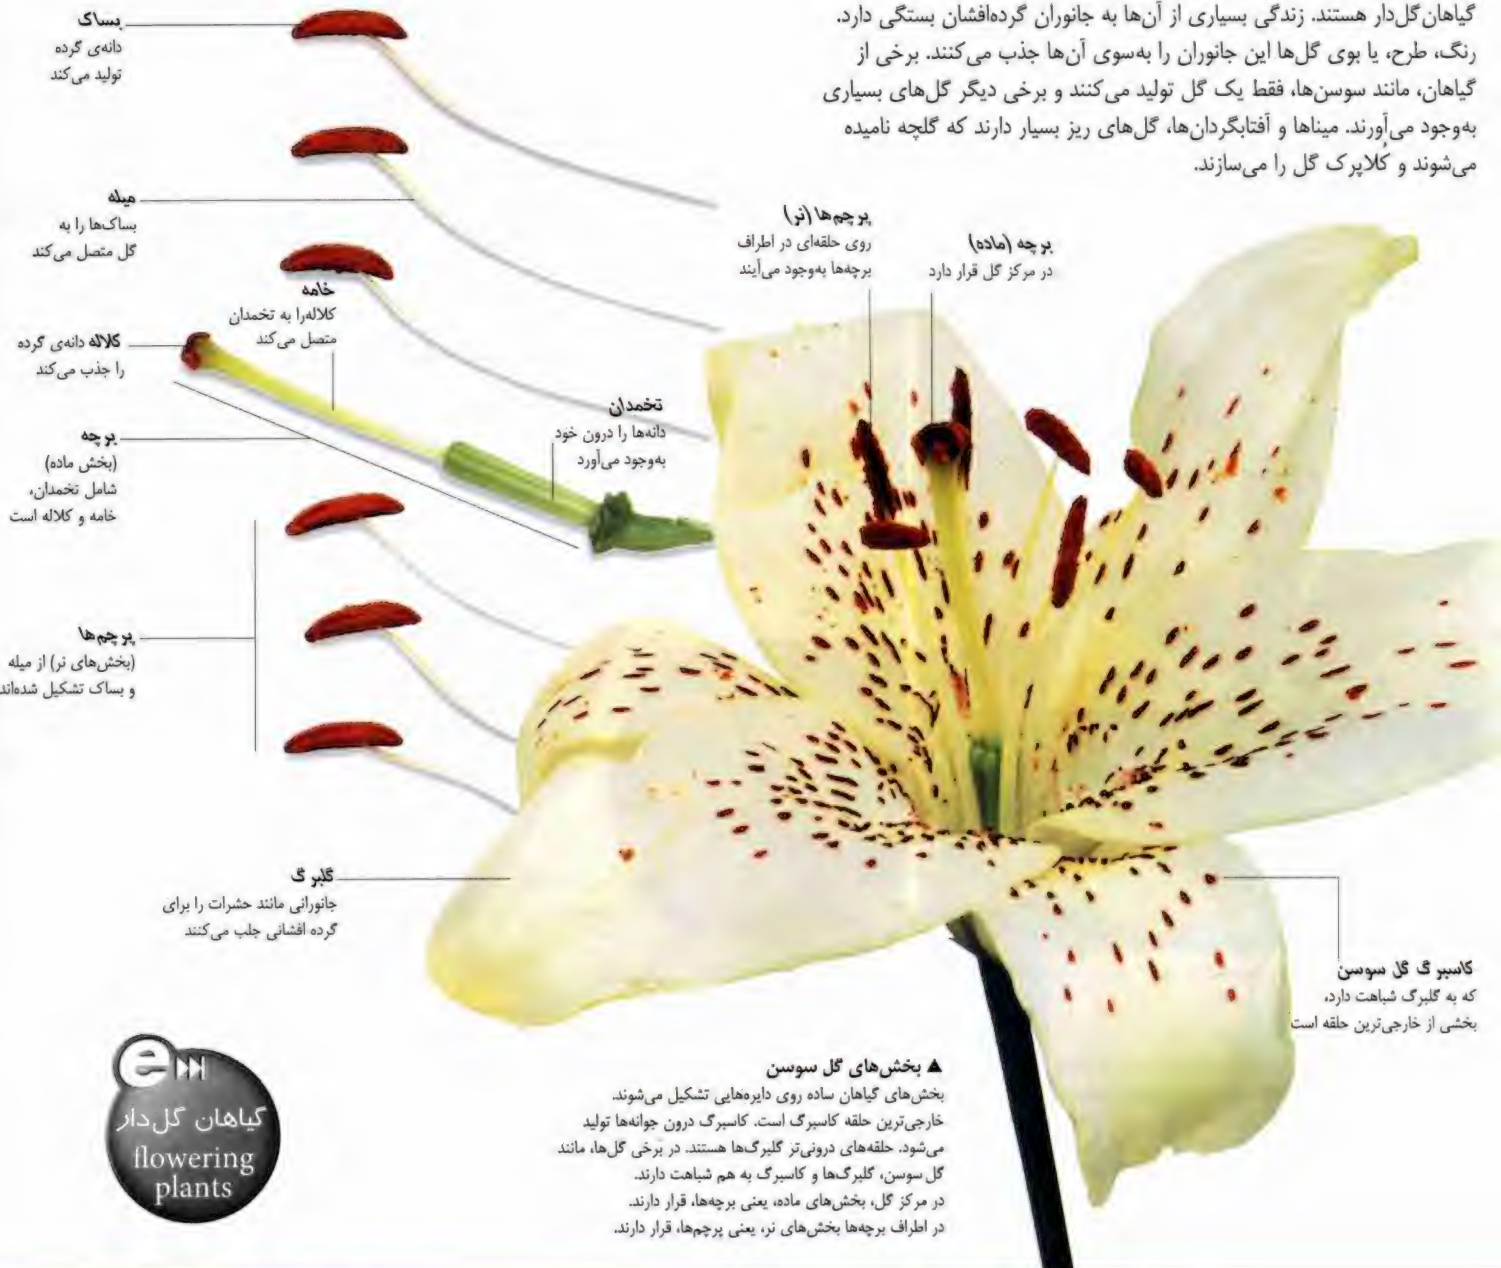 گیاهان گل‌دار هستند. زندگی بسیاری از آن‌ها به جانوران گرده‌افشان بستگی دارد.
رنگ، طرح، یا بوی گل‌ها این جانوران را به‌سوی آن‌ها جذب می‌کنند. برخی از
گیاهان، مانند سوسن‌ها، فقط یک گل تولید می‌کنند و برخی دیگر گل‌های بسیاری
به‌وجود می‌آورند. میناها و آفتابگردان‌ها، گل‌های ریز بسیار دارند که گلچه نامیده
می‌شوند و کُلاپرک گل را می‌سازند.
بساک
دانه‌ی گرده
تولید می‌کند
میله
بساک‌ها را به
گل متصل می‌کند
خامه
کلاله‌را به تخمدان
متصل می‌کند
کلاله دانه‌ی گرده
را جذب می‌کند
برچه
(بخش ماده)
شامل تخمدان،
خامه و کلاله است
تخمدان
دانه‌ها را درون خود
به‌وجود می‌آورد
پرچم‌ها (نر)
روی حلقه‌ای در اطراف
برچه‌ها به‌وجود می‌آیند
برچه (ماده)
در مرکز گل قرار دارد
پرچم‌ها
(بخش‌های نر) از میله
و بساک تشکیل شده‌اند
گلبرگ
جانورانی مانند حشرات را برای
گرده افشانی جلب می‌کنند
کاسبرگ گل سوسن
که به گلبرگ شباهت دارد،
بخشی از خارجی‌ترین حلقه است
▲ بخش‌های گل سوسن
بخش‌های گیاهان ساده روی دایره‌هایی تشکیل می‌شوند.
خارجی‌ترین حلقه کاسبرگ است. کاسبرگ درون جوانه‌ها تولید
می‌شود. حلقه‌های درونی‌تر گلبرگ‌ها هستند. در برخی گل‌ها، مانند
گل سوسن، گلبرگ‌ها و کاسبرگ به هم شباهت دارند.
در مرکز گل، بخش‌های ماده، یعنی برچه‌ها، قرار دارند.
در اطراف برچه‌ها بخش‌های نر، یعنی پرچم‌ها، قرار دارند.
e
گیاهان گل‌دار
flowering
plants